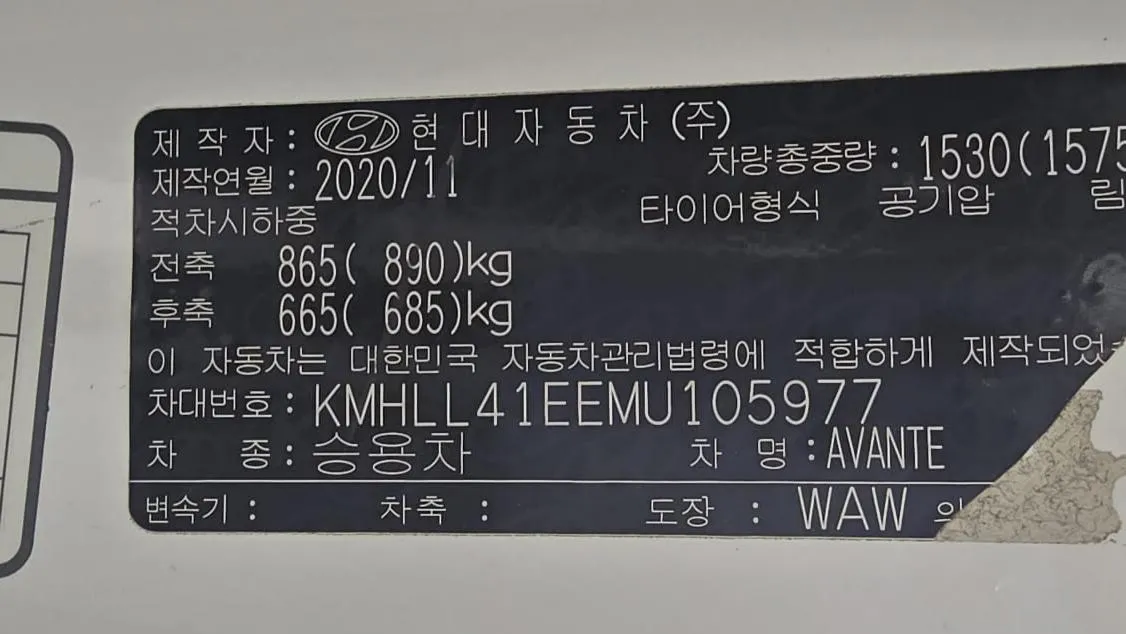 제 작 자 : 현 대 자 동 차 (주)
제작연월 : 2020/11 차량총중량 : 1530(1575
적차시하중 타이어형식 공기압 림
전축 865( 890)kg
후축 665( 685)kg
이 자동차는 대한민국 자동차관리법령에 적합하게 제작되었
차대번호 : KMHLL41EEMU105977
차 종 : 승용차 차 명 : AVANTE
변속기 : 차축 : 도장 : WAW